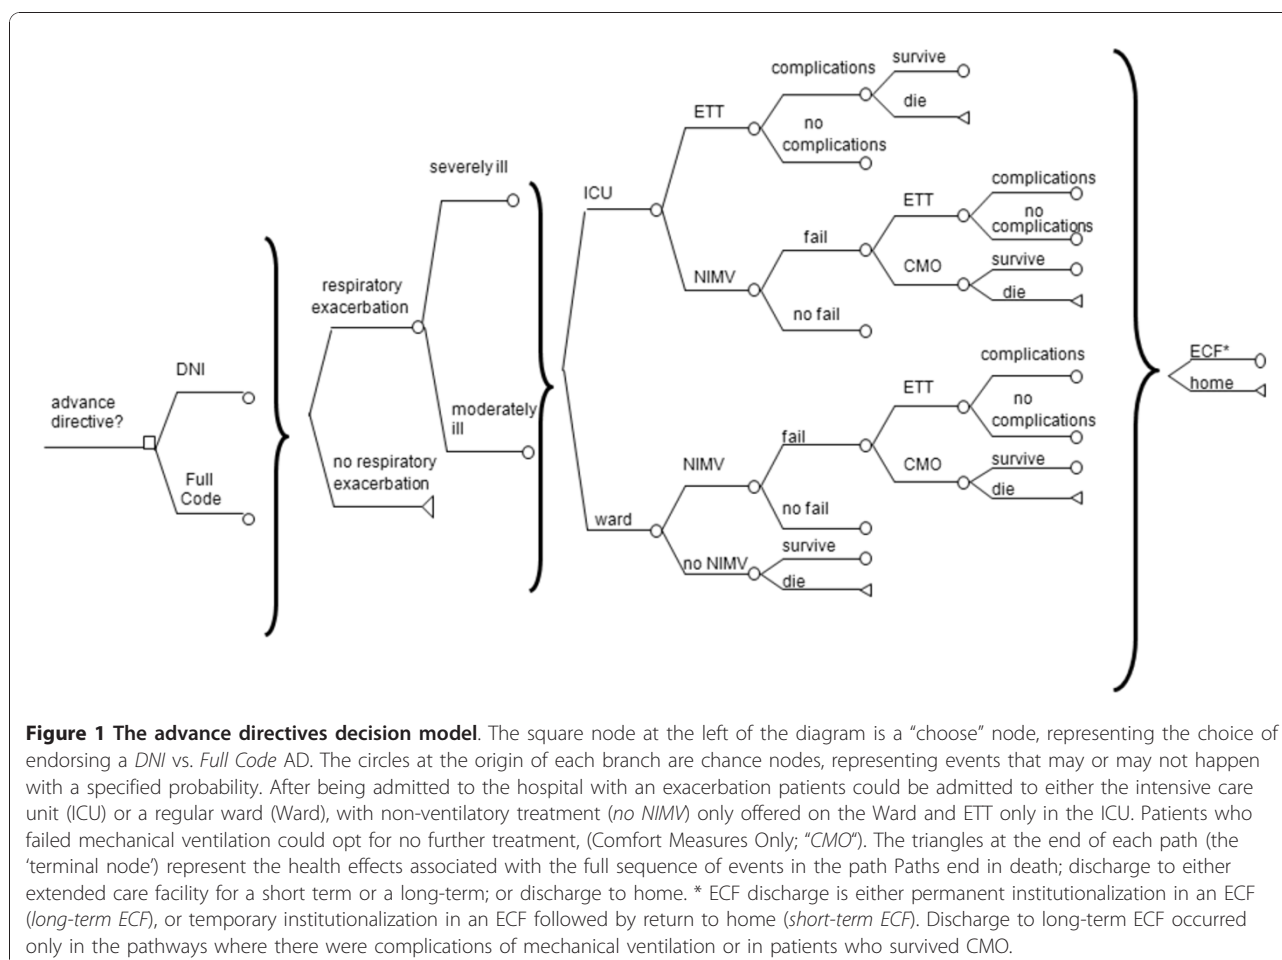 advance
directive?
DNI
Full
Code
respiratory
exacerbation
no respiratory
exacerbation
severely ill
moderately
ill
ICU
ward
ETT
complications
survive
die
no
complications
NIMV
fail
ETT
complications
no
complications
CMO
survive
die
no fail
NIMV
fail
ETT
complications
no
complications
CMO
survive
die
no fail
no NIMV
survive
die
ECF*
home
Figure 1 The advance directives decision model. The square node at the left of the diagram is a “choose” node, representing the choice of
endorsing a DNI vs. Full Code AD. The circles at the origin of each branch are chance nodes, representing events that may or may not happen
with a specified probability. After being admitted to the hospital with an exacerbation patients could be admitted to either the intensive care
unit (ICU) or a regular ward (Ward), with non-ventilatory treatment (no NIMV) only offered on the Ward and ETT only in the ICU. Patients who
failed mechanical ventilation could opt for no further treatment, (Comfort Measures Only; “CMO“). The triangles at the end of each path (the
‘terminal node’) represent the health effects associated with the full sequence of events in the path Paths end in death; discharge to either
extended care facility for a short term or a long-term; or discharge to home. * ECF discharge is either permanent institutionalization in an ECF
(long-term ECF), or temporary institutionalization in an ECF followed by return to home (short-term ECF). Discharge to long-term ECF occurred
only in the pathways where there were complications of mechanical ventilation or in patients who survived CMO.